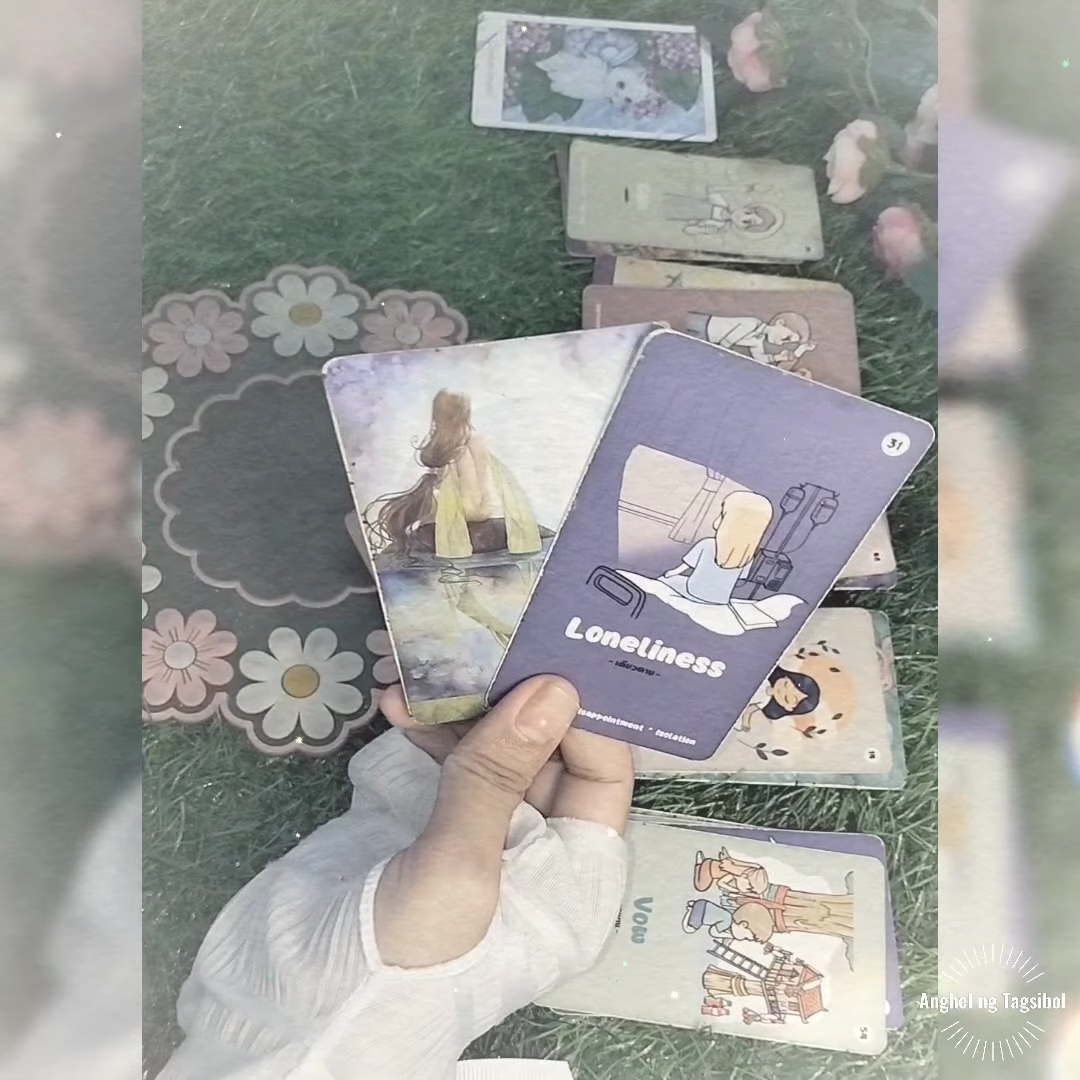 31
Loneliness
- เดียวดาย -
isappointment * Isolation
Vow
54
Anghel ng Tagsibol